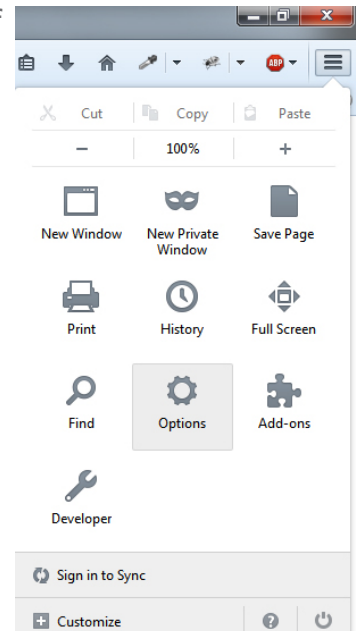 ABP
Cut Copy Paste
− 100% +
New Window New Private Window Save Page
Print History Full Screen
Find Options Add-ons
Developer
Sign in to Sync
Customize